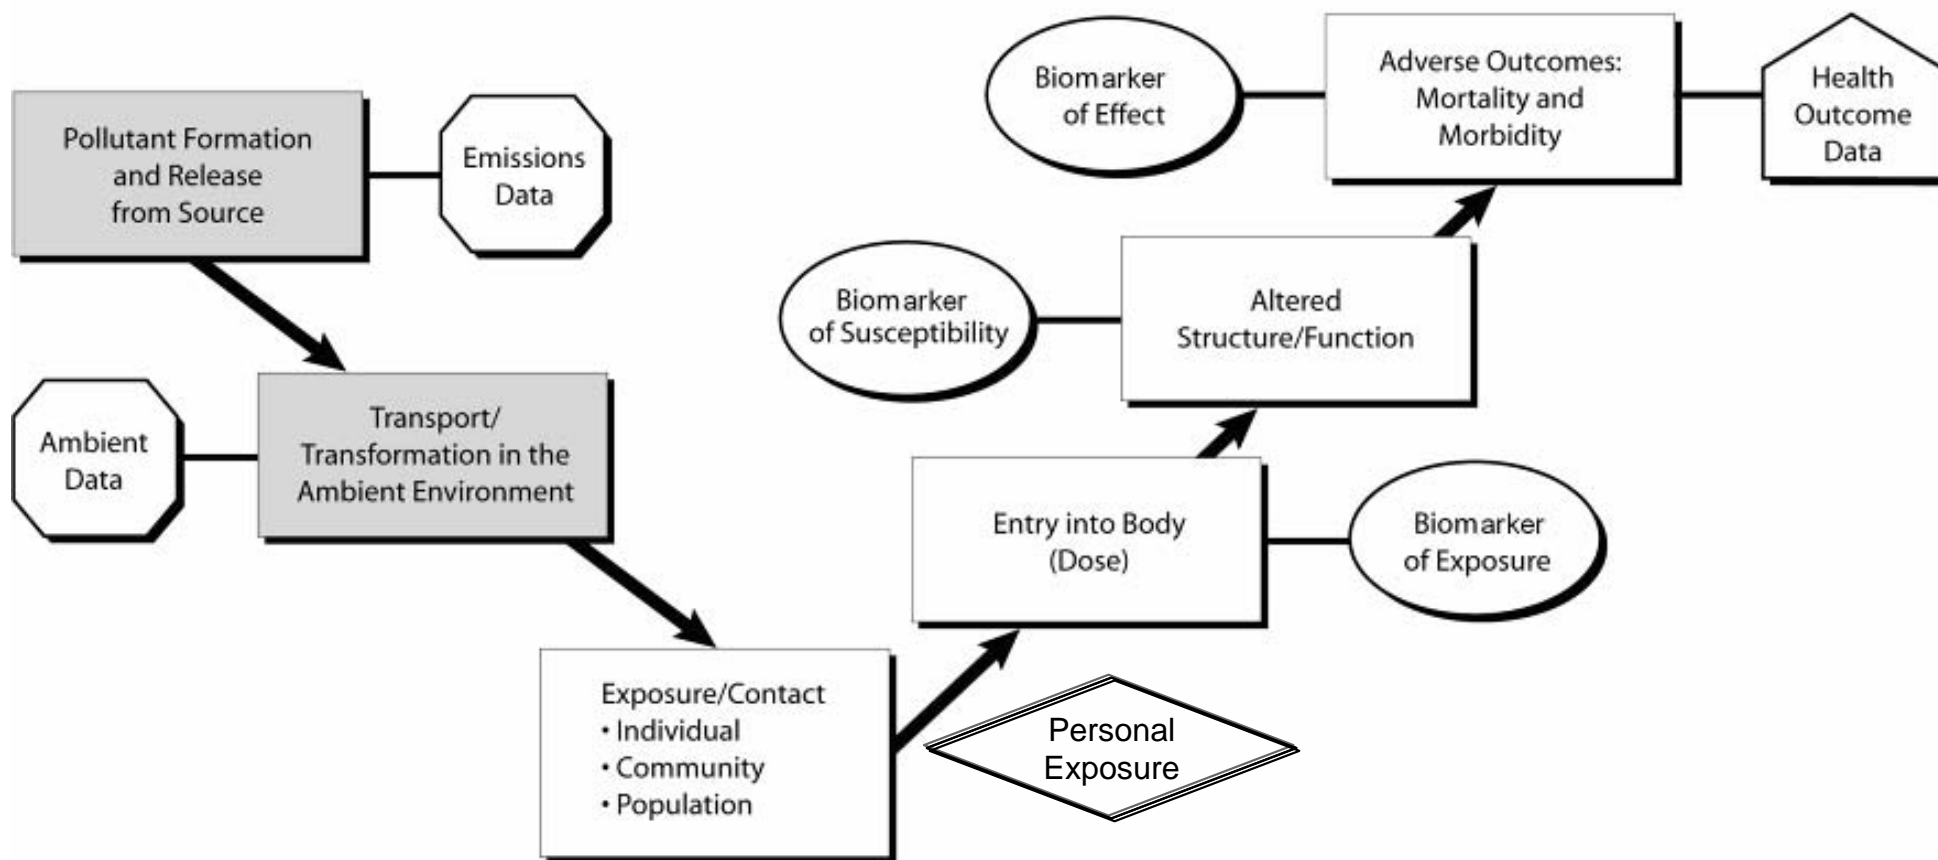 Pollutant Formation
and Release
from Source
Emissions
Data
Ambient
Data
Transport/
Transformation in the
Ambient Environment
Exposure/Contact
• Individual
• Community
• Population
Personal
Exposure
Entry into Body
(Dose)
Biomarker
of Exposure
Biomarker
of Susceptibility
Altered
Structure/Function
Biomarker
of Effect
Adverse Outcomes:
Mortality and
Morbidity
Health
Outcome
Data